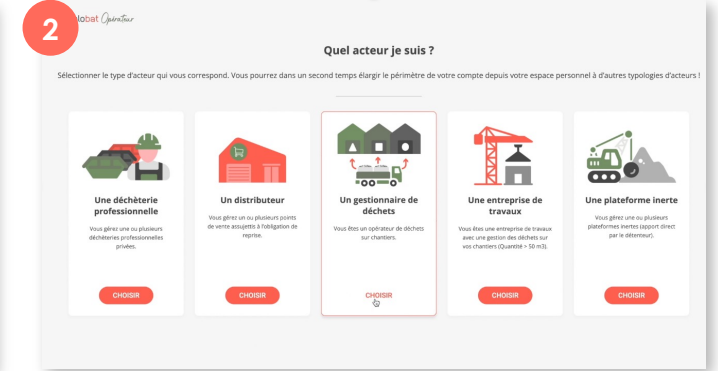 2
lobat Opérateur
Quel acteur je suis ?
Sélectionner le type d'acteur qui vous correspond. Vous pourrez dans un second temps élargir le périmètre de votre compte depuis votre espace personnel à d'autres typologies d'acteurs !
Une déchèterie
professionnelle
Vous gérez une ou plusieurs
déchèteries professionnelles
privées.
CHOISIR
Un distributeur
Vous gérez un ou plusieurs points
de vente assujettis à l'obligation de
reprise.
CHOISIR
Un gestionnaire de
déchets
Vous êtes un opérateur de déchets
sur chantiers.
CHOISIR
Une entreprise de
travaux
Vous êtes une entreprise de travaux
avec une gestion des déchets sur
vos chantiers (Quantité > 50 m3).
CHOISIR
Une plateforme inerte
Vous gérez une ou plusieurs
plateformes inertes (apport direct
par le détenteur).
CHOISIR